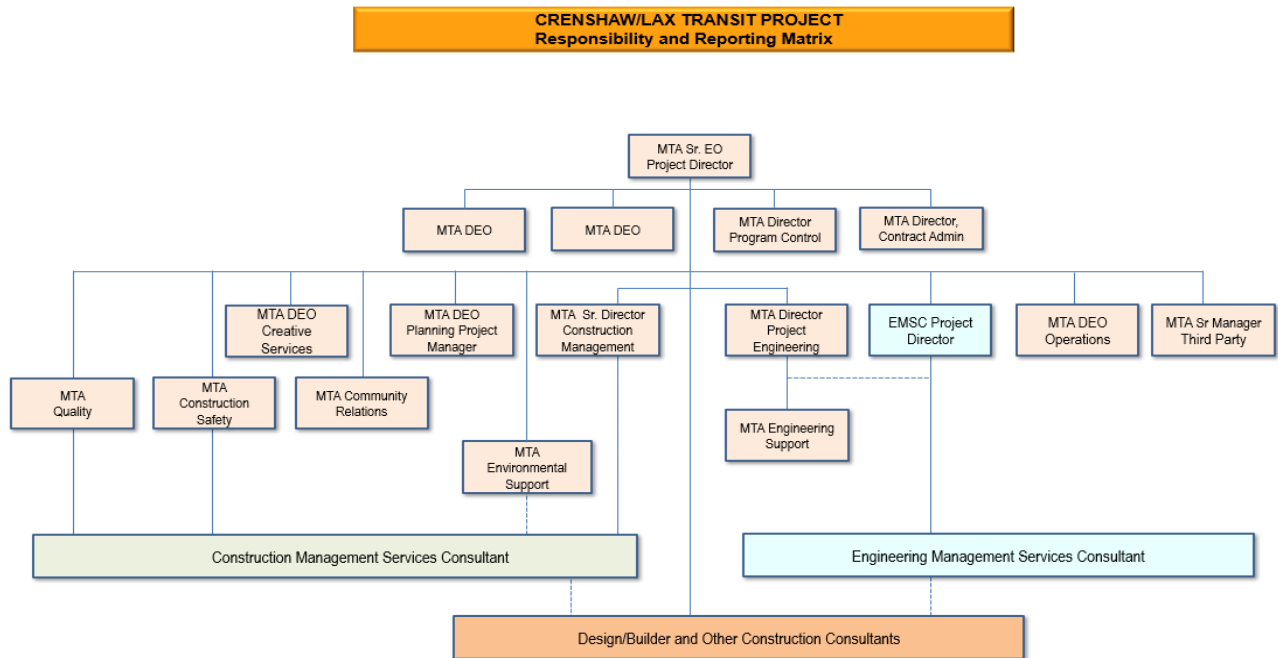 CRENSHAW/LAX TRANSIT PROJECT
Responsibility and Reporting Matrix
MTA Sr. EO
Project Director
MTA DEO
MTA DEO
MTA Director
Program Control
MTA Director,
Contract Admin
MTA DEO
Creative
Services
MTA DEO
Planning Project
Manager
MTA Sr. Director
Construction
Management
MTA Director
Project
Engineering
EMSC Project
Director
MTA DEO
Operations
MTA Sr Manager
Third Party
MTA
Quality
MTA
Construction
Safety
MTA Community
Relations
MTA Engineering
Support
MTA
Environmental
Support
Construction Management Services Consultant
Engineering Management Services Consultant
Design/Builder and Other Construction Consultants